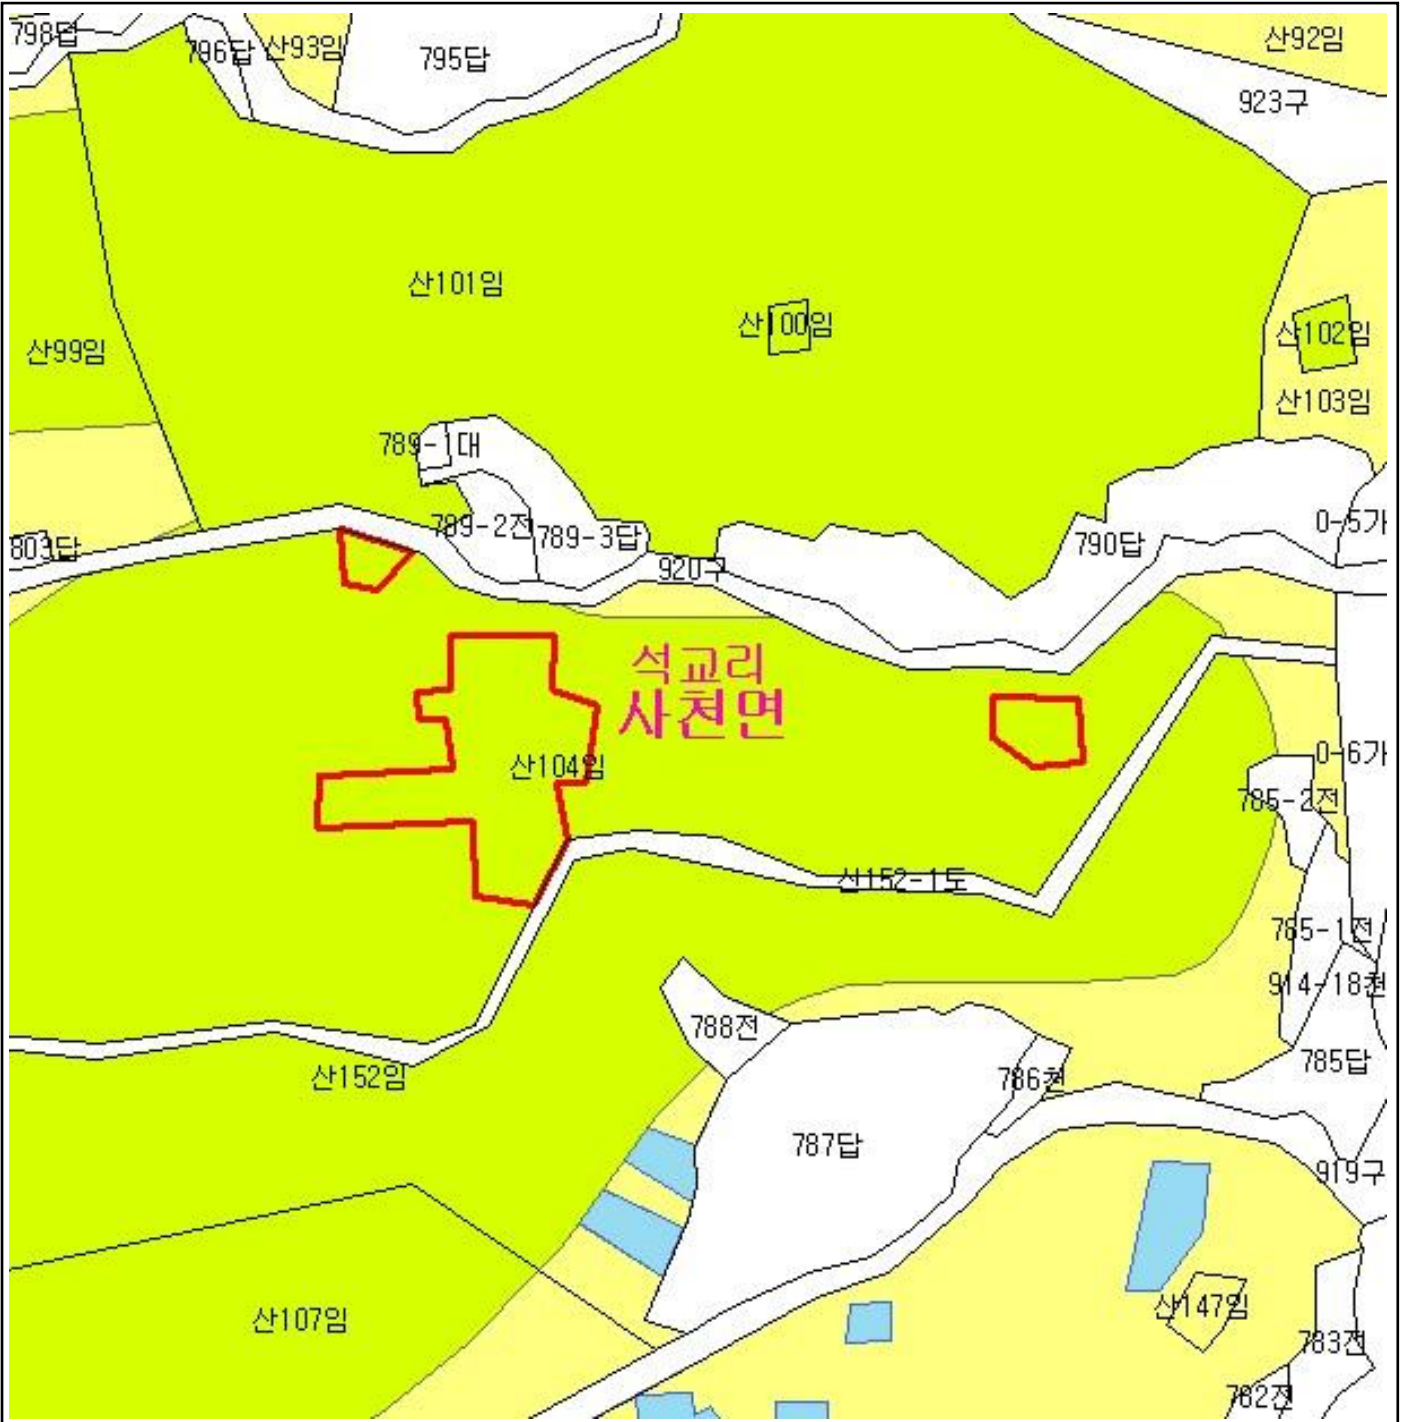 798답
796답
산93임
795답
산92임
923구
산101임
산100임
산99임
산102임
산103임
789-1대
789-2전
789-3답
803답
920구
790답
0-5가
석교리
사천면
산104임
0-6가
785-2전
산152-1도
785-1전
914-18천
788전
786천
785답
산152임
787답
919구
산107임
산147임
783전
782전